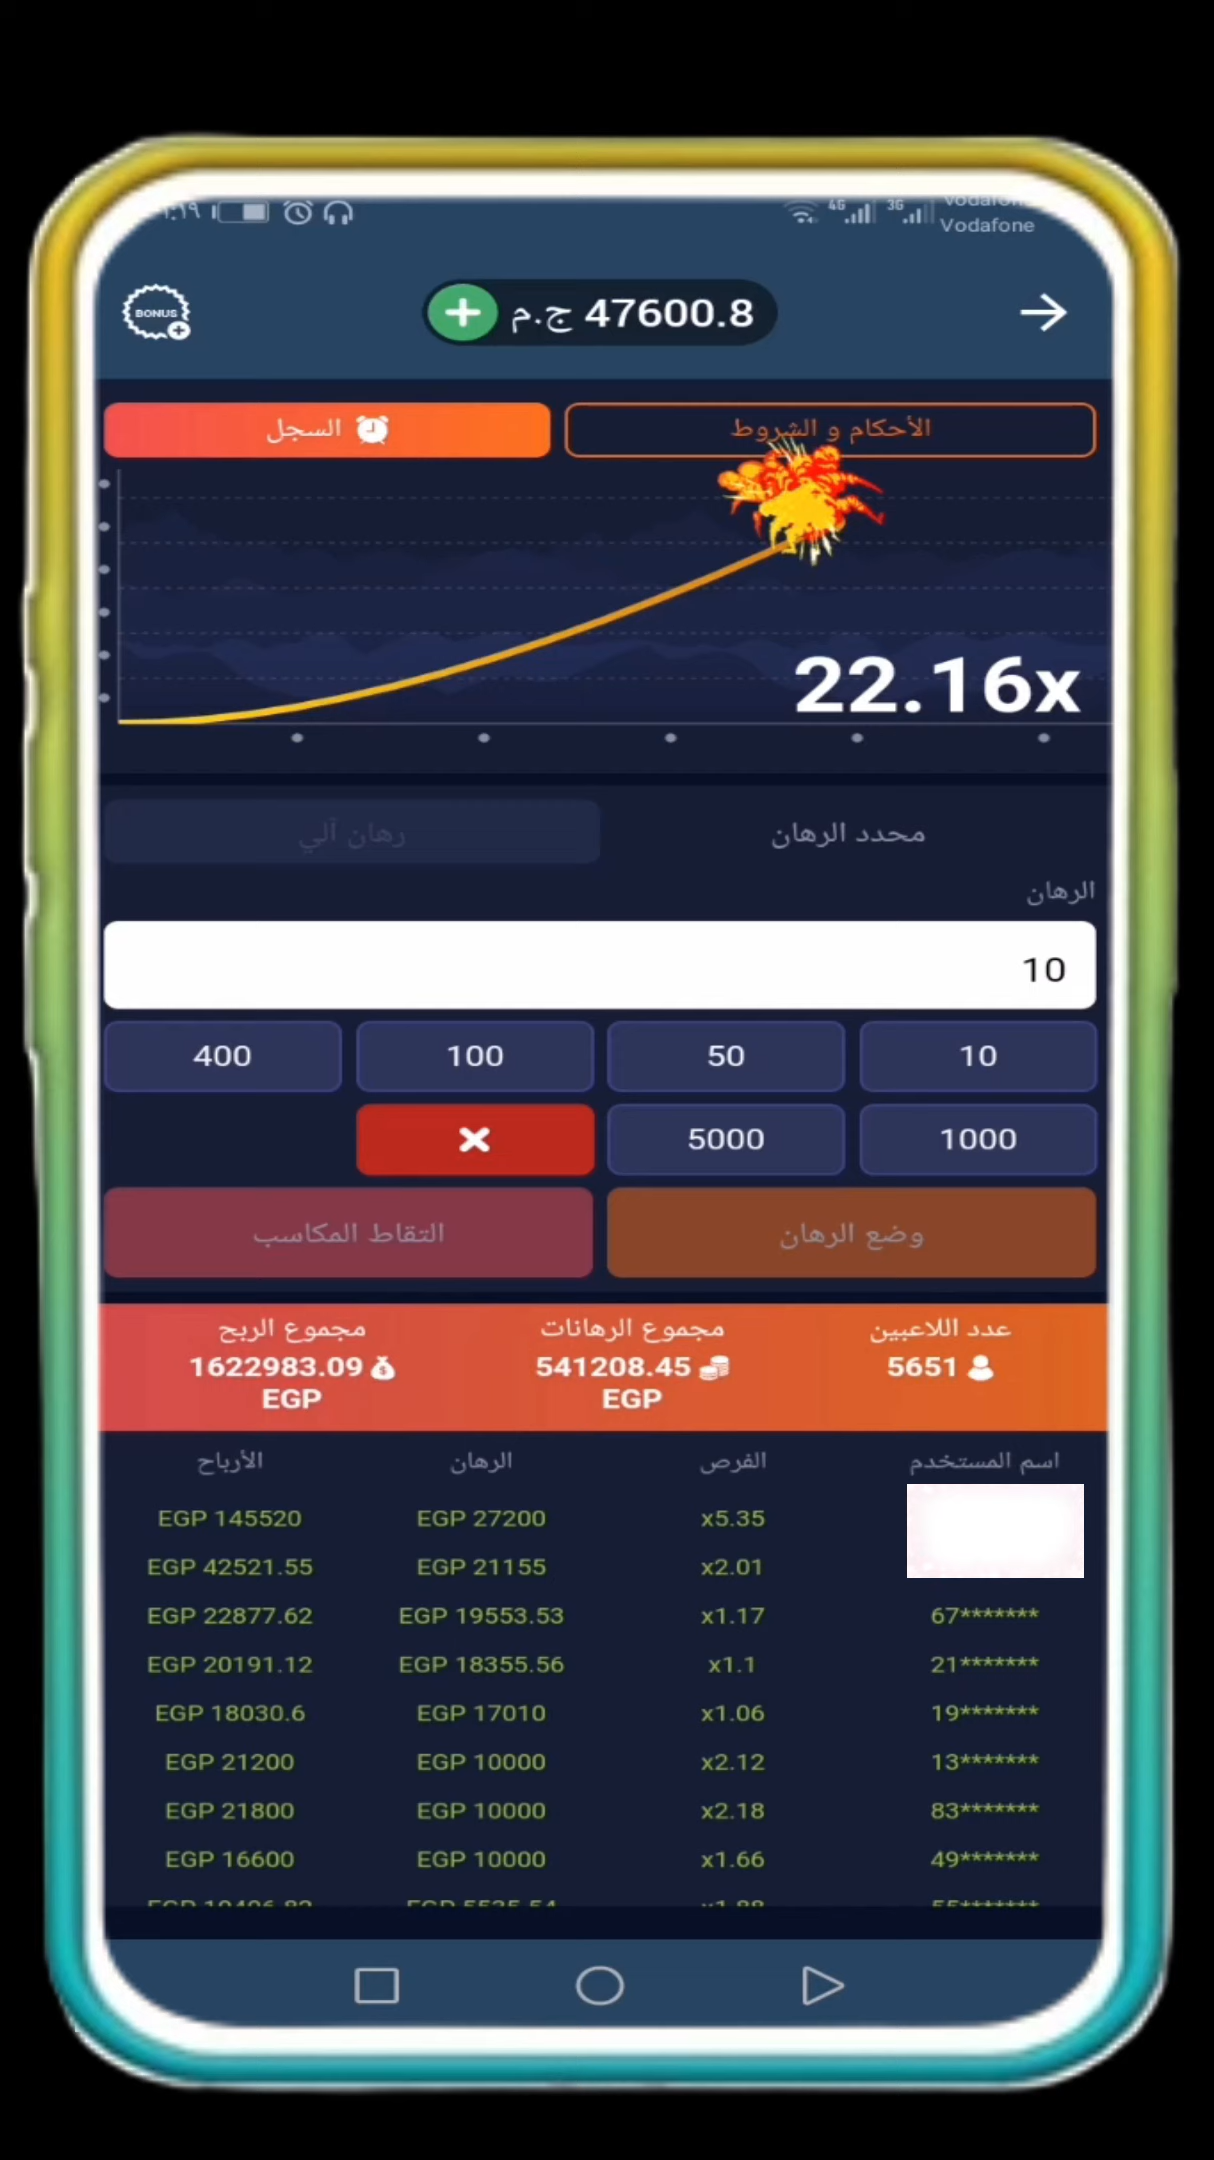 ١:١٩ 4G 3G Vodafone
Vodafone
BONUS
47600.8 ج.م
الأحكام و الشروط
السجل
22.16x
محدد الرهان
رهان آلي
الرهان
10
10 50 100 400
1000 5000
وضع الرهان
التقاط المكاسب
عدد اللاعبين مجموع الرهانات مجموع الربح
5651 541208.45 1622983.09
EGP EGP
اسم المستخدم الفرص الرهان الأرباح
x5.35 EGP 27200 EGP 145520
x2.01 EGP 21155 EGP 42521.55
67******* x1.17 EGP 19553.53 EGP 22877.62
21******* x1.1 EGP 18355.56 EGP 20191.12
19******* x1.06 EGP 17010 EGP 18030.6
13******* x2.12 EGP 10000 EGP 21200
83******* x2.18 EGP 10000 EGP 21800
49******* x1.66 EGP 10000 EGP 16600